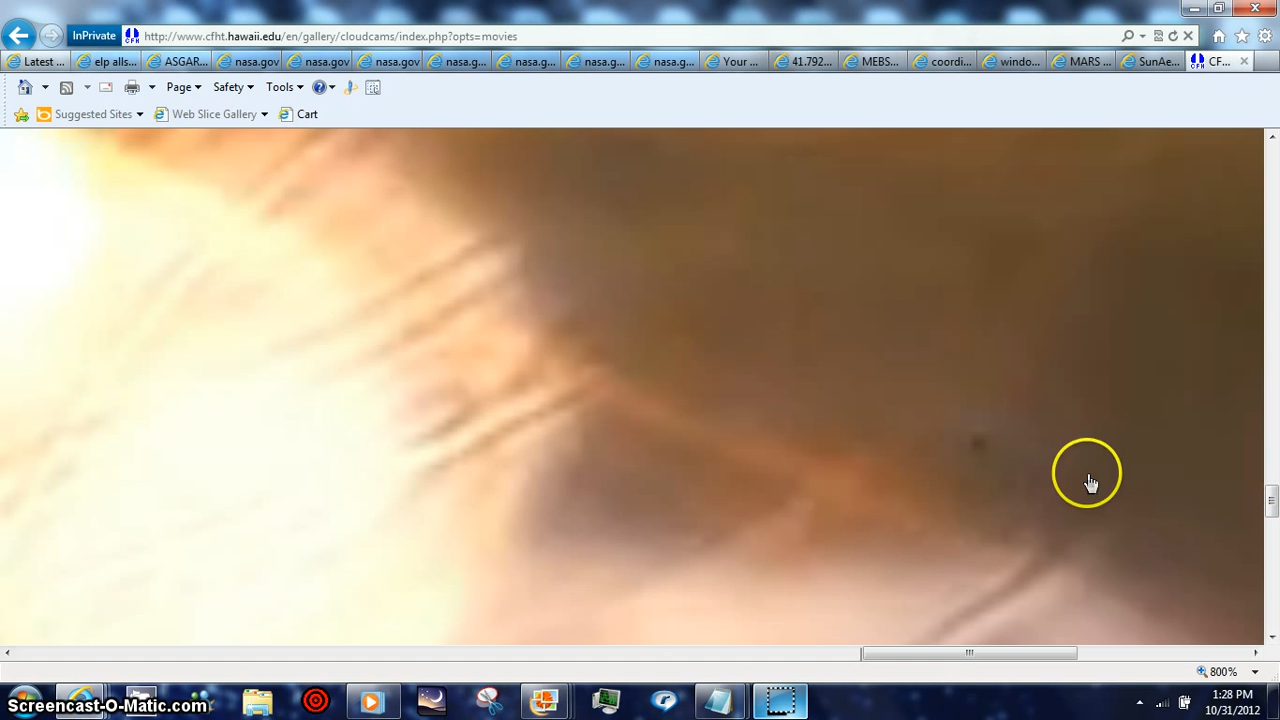 InPrivate
http://www.cfht.hawaii.edu/en/gallery/cloudcams/index.php?opts=movies
Latest ... elp alls... ASGAR... nasa.gov nasa.gov nasa.gov nasa.g... nasa.g... nasa.g... nasa.g... Your ... 41.792... MEBS... coordi... windo... MARS ... SunAe... CF...
Page Safety Tools
Suggested Sites Web Slice Gallery Cart
800%
1:28 PM
Screencast-O-Matic.com
10/31/2012